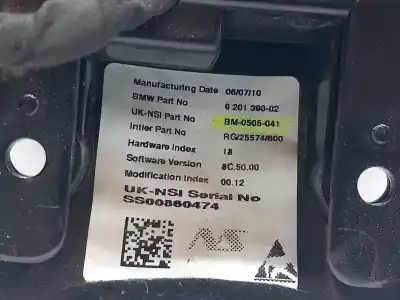 Manufacturing Date 06/07/10
BMW Part No 9 201 390-02
UK-NSI Part No BM-0505-041
Intier Part No RG/25574/800
Hardware Index 18
Software Version 8C.50.00
Modification Index 00.12
UK-NSI Serial No
SS00860474